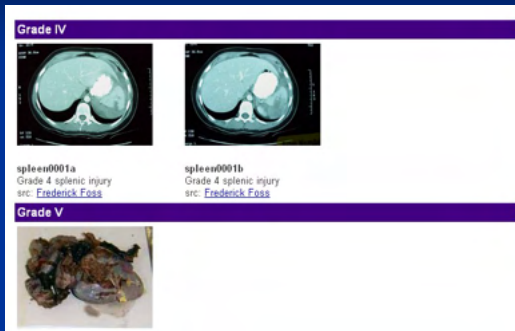 Grade IV
spleen0001a
spleen0001b
Grade 4 splenic injury
Grade 4 splenic injury
src: Frederick Foss
src: Frederick Foss
Grade V